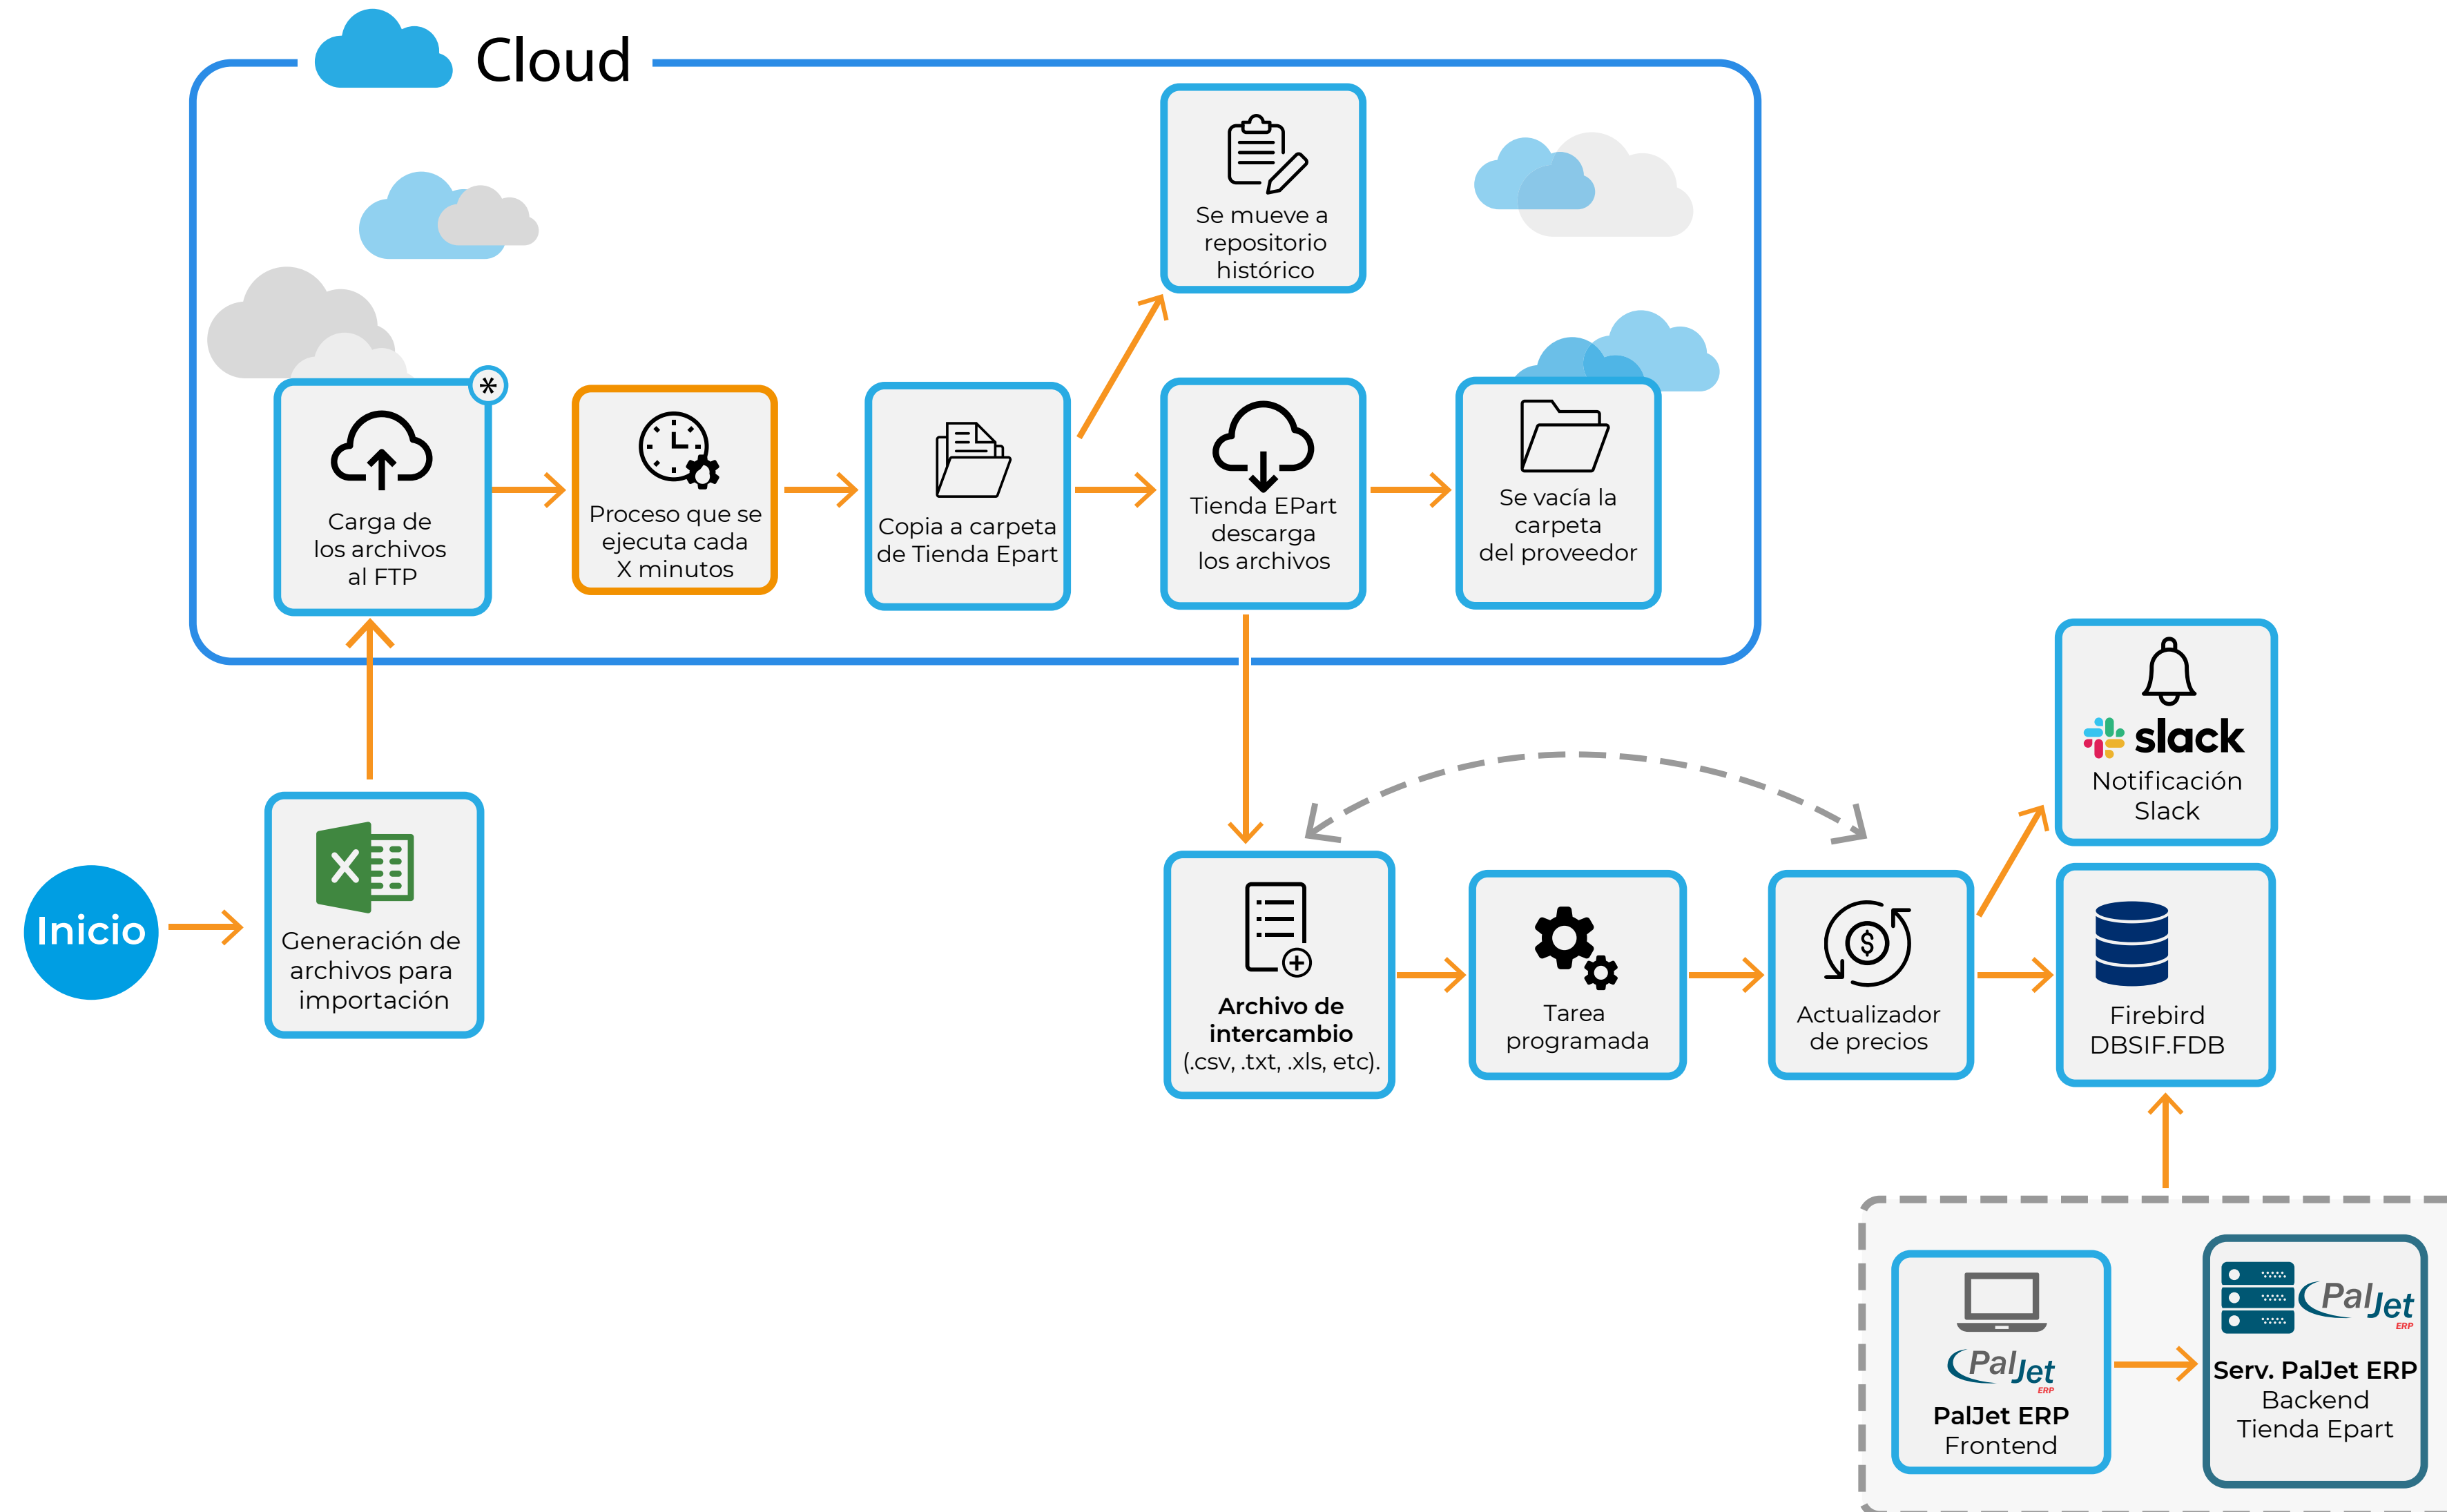 Cloud
Se mueve a
repositorio
histórico
*
Carga de
los archivos
al FTP
Proceso que se
ejecuta cada
X minutos
Copia a carpeta
de Tienda Epart
Tienda EPart
descarga
los archivos
Se vacía la
carpeta
del proveedor
Inicio
X
Generación de
archivos para
importación
Archivo de
intercambio
(.csv, .txt, .xls, etc).
Tarea
programada
$
Actualizador
de precios
slack
Notificación
Slack
Firebird
DBSIF.FDB
PalJet
ERP
PalJet ERP
Frontend
PalJet
ERP
Serv. PalJet ERP
Backend
Tienda Epart